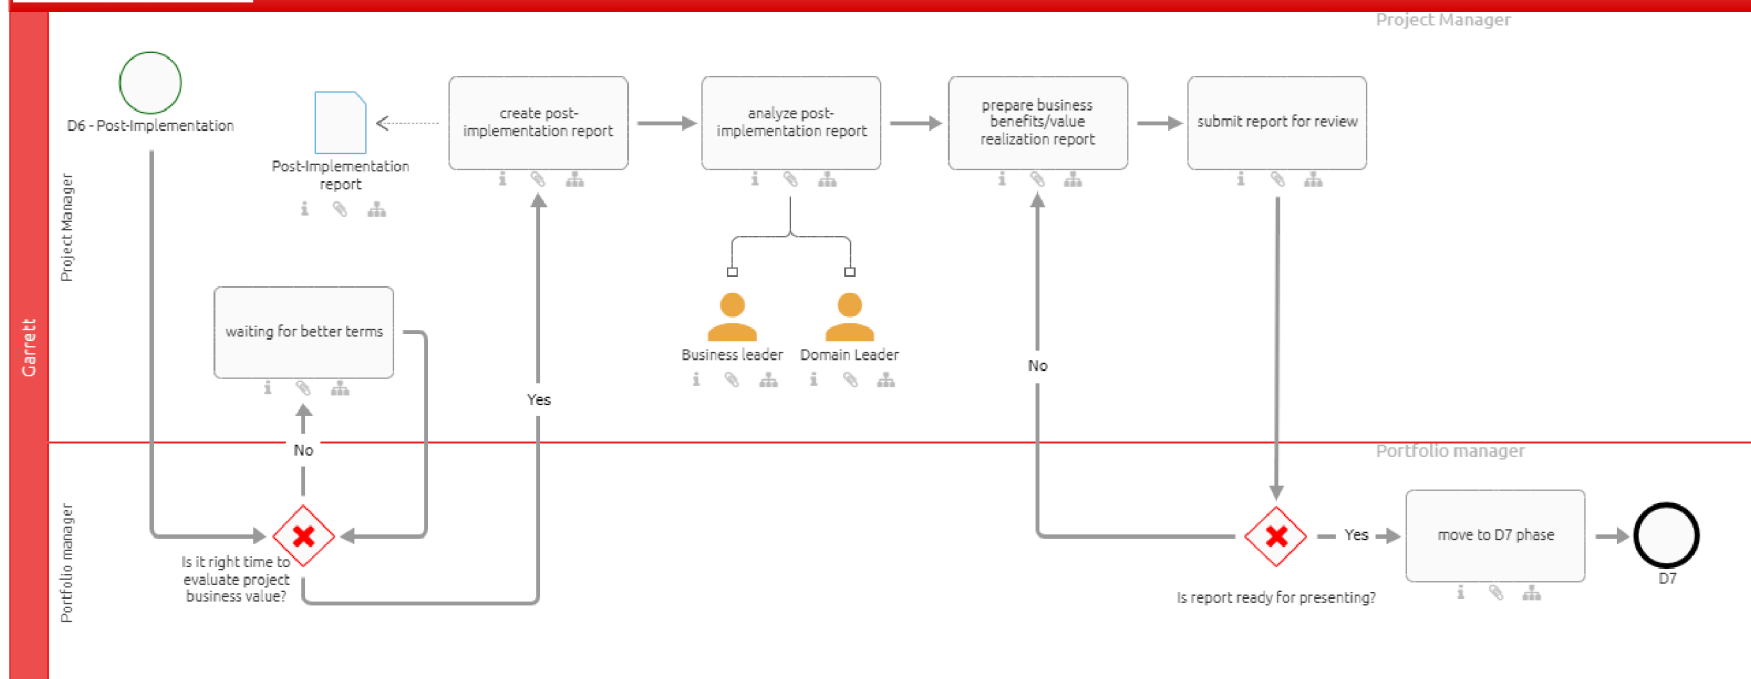 Project Manager
D6 - Post-Implementation
Post-Implementation
report
create post-
implementation report
analyze post-
implementation report
prepare business
benefits/value
realization report
submit report for review
Project Manager
waiting for better terms
Business leader
Domain Leader
No
Yes
Garrett
No
Portfolio manager
Portfolio manager
Is it right time to
evaluate project
business value?
Yes
move to D7 phase
D7
Is report ready for presenting?